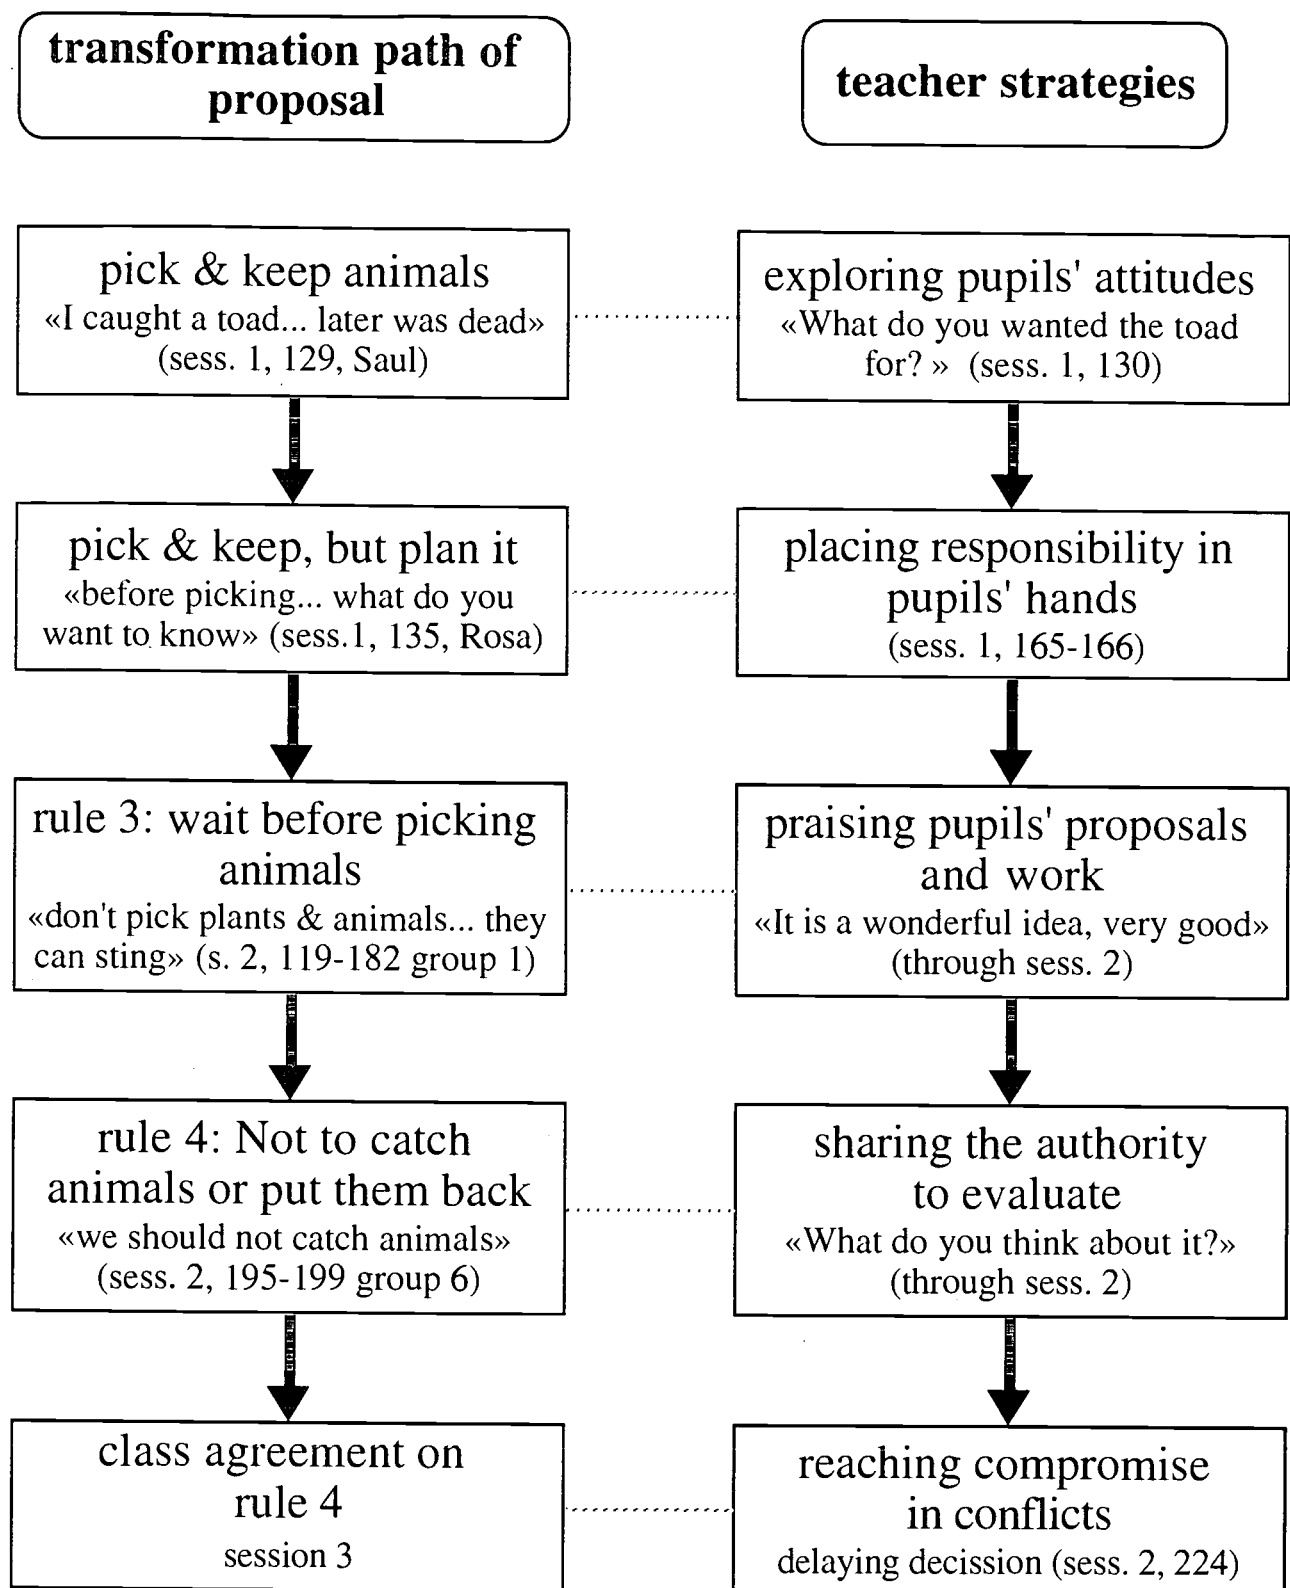 transformation path of
proposal
teacher strategies
pick & keep animals
«I caught a toad... later was dead»
(sess. 1, 129, Saul)
exploring pupils' attitudes
«What do you wanted the toad
for? » (sess. 1, 130)
pick & keep, but plan it
«before picking... what do you
want to know» (sess.1, 135, Rosa)
placing responsibility in
pupils' hands
(sess. 1, 165-166)
rule 3: wait before picking
animals
«don't pick plants & animals... they
can sting» (s. 2, 119-182 group 1)
praising pupils' proposals
and work
«It is a wonderful idea, very good»
(through sess. 2)
rule 4: Not to catch
animals or put them back
«we should not catch animals»
(sess. 2, 195-199 group 6)
sharing the authority
to evaluate
«What do you think about it?»
(through sess. 2)
class agreement on
rule 4
session 3
reaching compromise
in conflicts
delaying decission (sess. 2, 224)